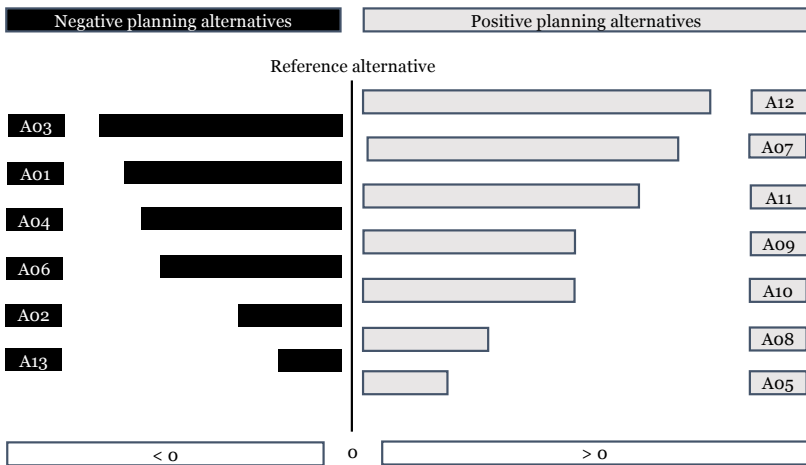 Negative planning alternatives
Positive planning alternatives
Reference alternative
A12
A03
A07
A01
A11
A04
A09
A06
A10
A02
A08
A13
A05
< 0
0
> 0